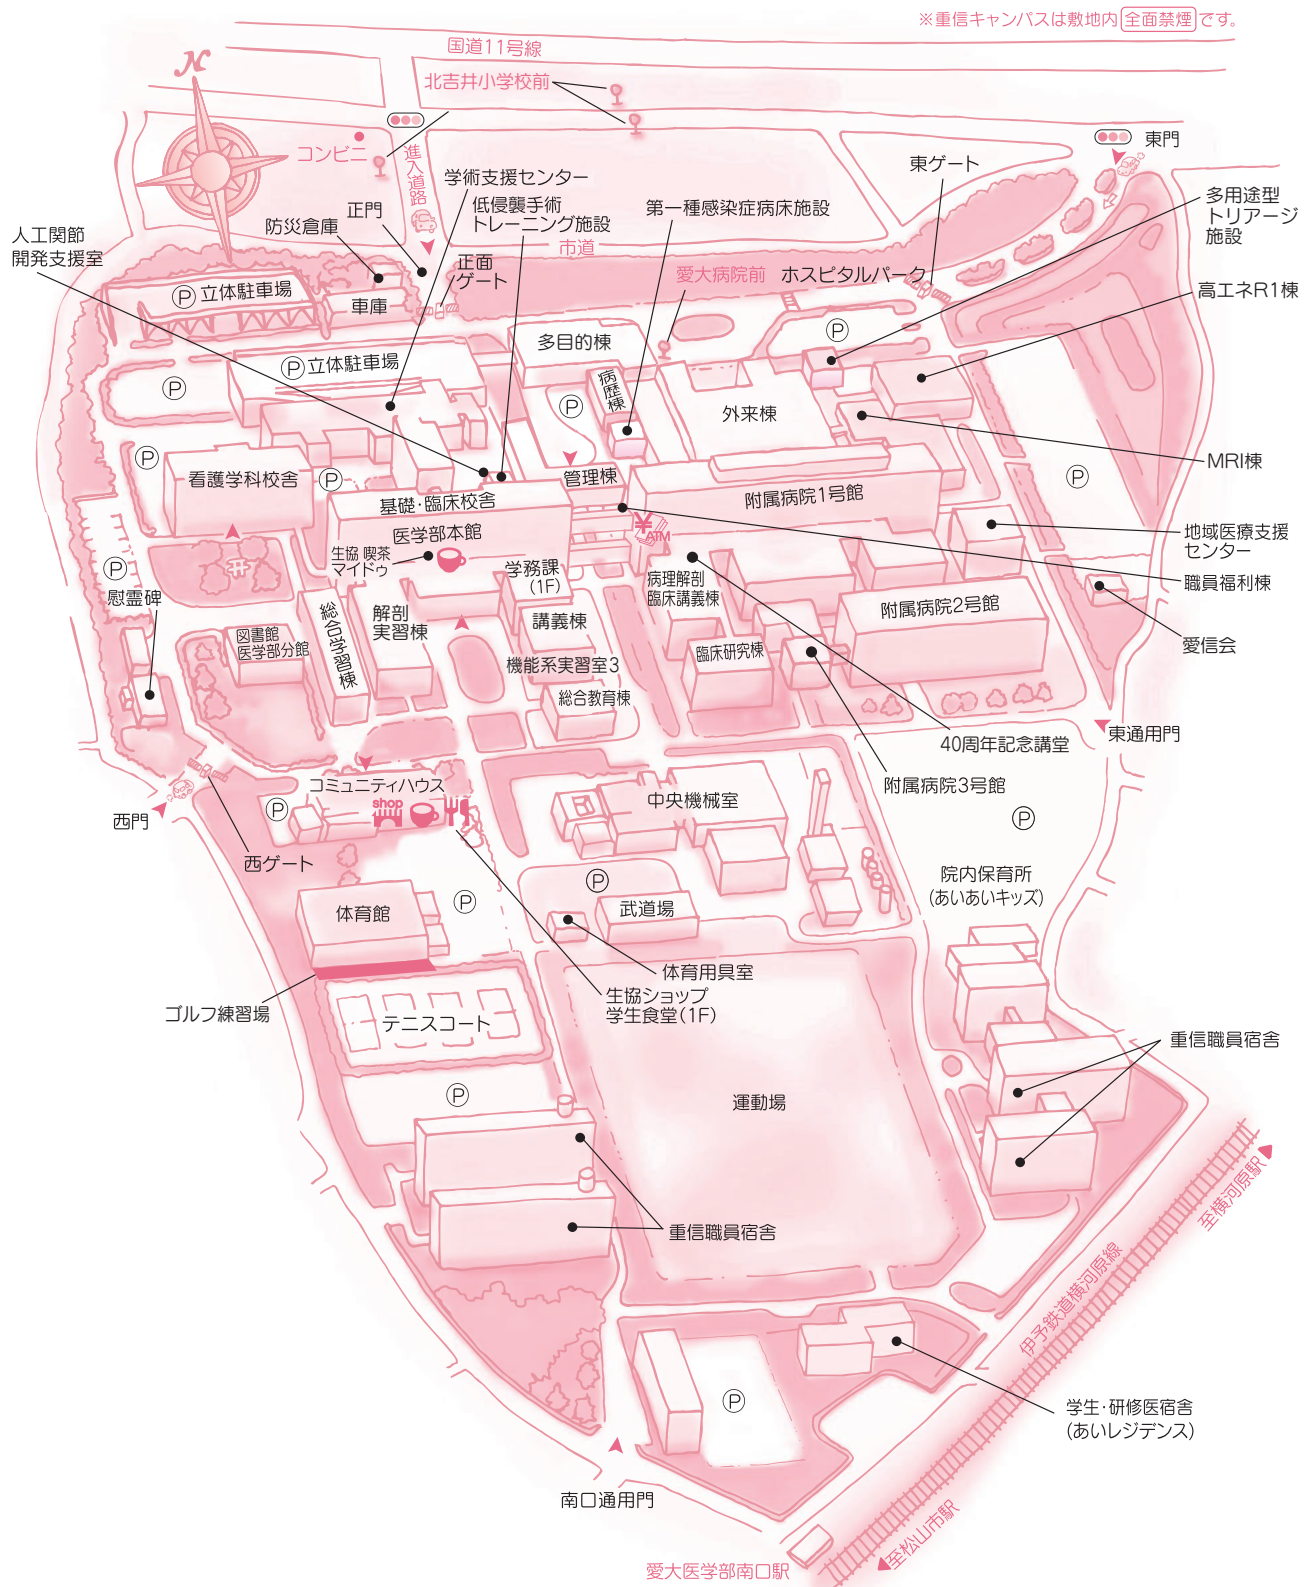 ※重信キャンパスは敷地内全面禁煙です。
国道11号線
北吉井小学校前
N
コンビニ
進入道路
東門
東ゲート
学術支援センター
低侵襲手術
トレーニング施設
第一種感染症病床施設
多用途型
トリアージ
施設
正門
防災倉庫
人工関節
開発支援室
市道
正面
ゲート
愛大病院前
ホスピタルパーク
高エネR1棟
P 立体駐車場
車庫
P
多目的棟
P 立体駐車場
P
病歴棟
P
外来棟
P
看護学科校舎
P
管理棟
MRI棟
P
基礎・臨床校舎
附属病院1号館
医学部本館
¥
ATM
地域医療支援
センター
生協 喫茶
マイドゥ
学務課
(1F)
病理解剖
臨床講義棟
職員福利棟
P
慰霊碑
総合学習棟
解剖
実習棟
講義棟
附属病院2号館
図書館
医学部分館
愛信会
機能系実習室3
臨床研究棟
総合教育棟
東通用門
40周年記念講堂
附属病院3号館
コミュニティハウス
shop
P
中央機械室
西門
P
西ゲート
P
院内保育所
(あいあいキッズ)
体育館
P
武道場
体育用具室
生協ショップ
学生食堂(1F)
ゴルフ練習場
テニスコート
重信職員宿舎
P
運動場
至横河原駅
重信職員宿舎
伊予鉄道横河原線
P
学生・研修医宿舎
(あいレジデンス)
南口通用門
至松山市駅
愛大医学部南口駅